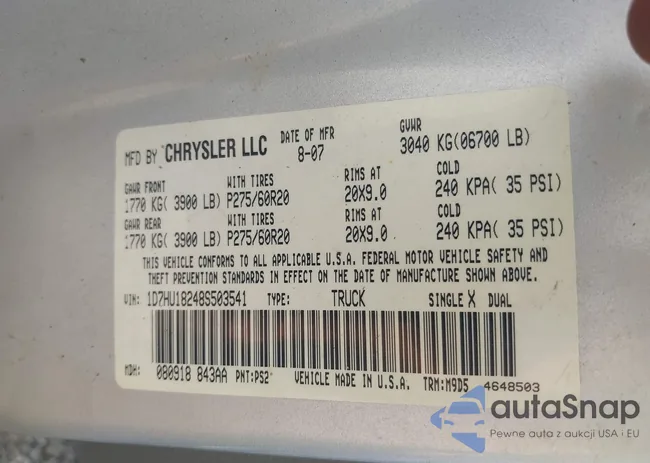 MFD BY CHRYSLER LLC DATE OF MFR 8-07 GVWR 3040 KG(06700 LB)
GAWR FRONT WITH TIRES RIMS AT COLD
1770 KG( 3900 LB) P275/60R20 20X9.0 240 KPA( 35 PSI)
GAWR REAR WITH TIRES RIMS AT COLD
1770 KG( 3900 LB) P275/60R20 20X9.0 240 KPA( 35 PSI)
THIS VEHICLE CONFORMS TO ALL APPLICABLE U.S.A. FEDERAL MOTOR VEHICLE SAFETY AND
THEFT PREVENTION STANDARDS IN EFFECT ON THE DATE OF MANUFACTURE SHOWN ABOVE.
VIN: 1D7HU18248S503541 TYPE: TRUCK SINGLE X DUAL
MDH: 080918 843AA PNT:PS2 VEHICLE MADE IN U.S.A. TRM:M9D5 4648503
autaSnap
Pewne auta z aukcji USA i EU